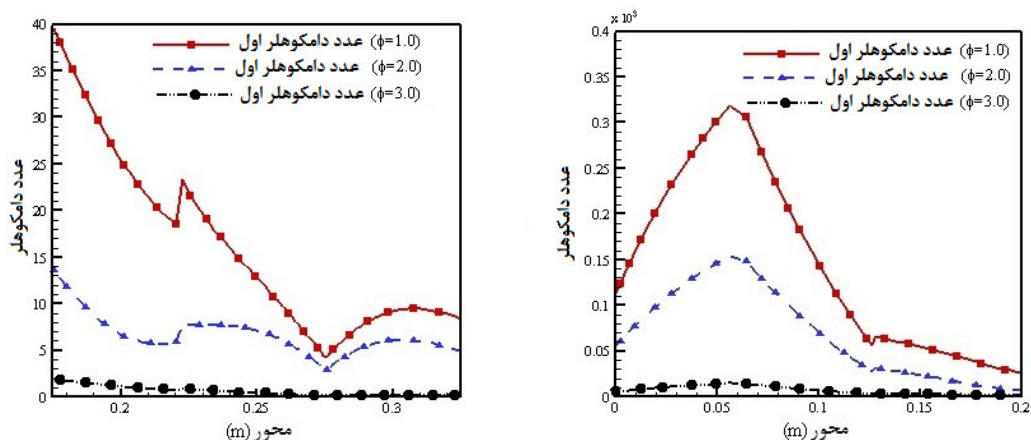 40
35
30
25
20
15
10
5
0
عدد دامکوهلر
عدد دامکوهلر اول (ϕ=1.0)
عدد دامکوهلر اول (ϕ=2.0)
عدد دامکوهلر اول (ϕ=3.0)
0.2 0.25 0.3
محور (m)
x 10³
0.4
0.35
0.3
0.25
0.2
0.15
0.1
0.05
0
عدد دامکوهلر
عدد دامکوهلر اول (ϕ=1.0)
عدد دامکوهلر اول (ϕ=2.0)
عدد دامکوهلر اول (ϕ=3.0)
0 0.05 0.1 0.15 0.2
محور (m)